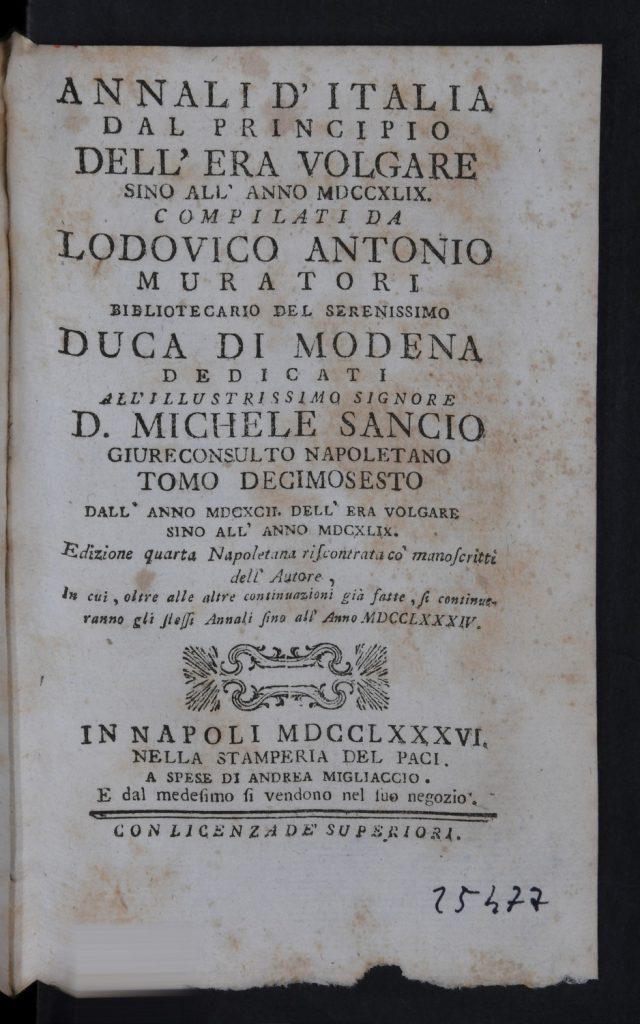 ANNALI D' ITALIA
DAL PRINCIPIO
DELL' ERA VOLGARE
SINO ALL' ANNO MDCCXLIX.
COMPILATI DA
LODOVICO ANTONIO
MURATORI
BIBLIOTECARIO DEL SERENISSIMO
DUCA DI MODENA
DEDICATI
ALL'ILLUSTRISSIMO SIGNORE
D. MICHELE SANCIO
GIURECONSULTO NAPOLETANO
TOMO DECIMOSESTO
DALL' ANNO MDCXCII. DELL' ERA VOLGARE
SINO ALL' ANNO MDCXLIX.
Edizione quarta Napoletana riſcontrata co' manoſcritti
dell' Autore,
In cui, oltre alle altre continuazioni già fatte, ſi continue-
ranno gli ſteſſi Annali ſino all' Anno MDCCLXXXIV.
IN NAPOLI MDCCLXXXVI.
NELLA STAMPERIA DEL PACI.
A SPESE DI ANDREA MIGLIACCIO.
E dal medeſimo ſi vendono nel ſuo negozio.
CON LICENZA DE' SUPERIORI.
25477